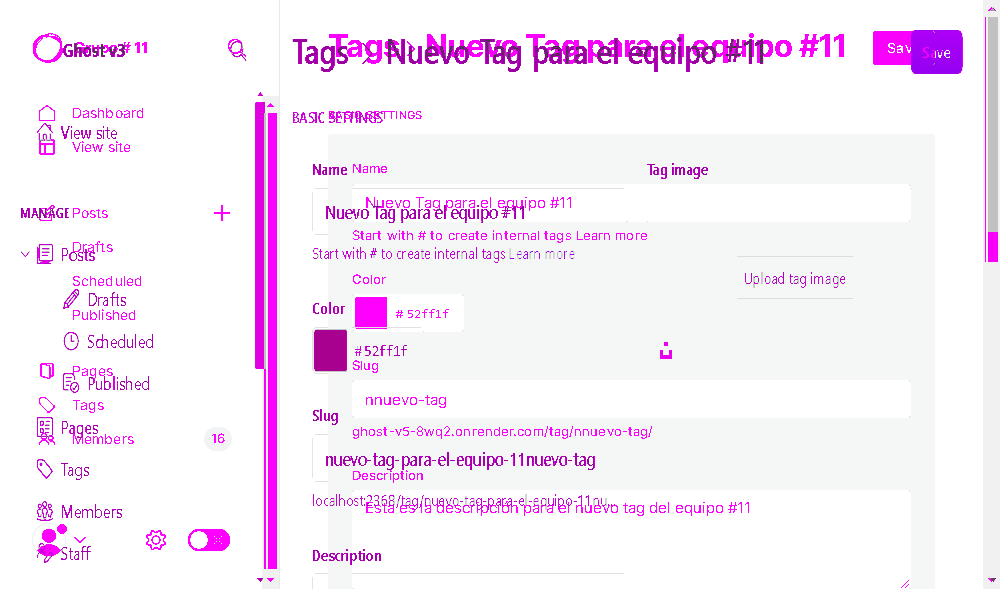 Ghost v3
Grupo # 11
Tags > Nuevo Tag para el equipo #11
Tags > Nuevo Tag para el equipo #11
Save
Dashboard
View site
View site
BASIC SETTINGS
BASIC SETTINGS
Name
Name
Tag image
MANAGE
Posts
Nuevo Tag para el equipo #11
Nuevo Tag para el equipo #11
Start with # to create internal tags Learn more
Start with # to create internal tags Learn more
Drafts
Posts
Scheduled
Color
Upload tag image
Drafts
Color
Published
# 52ff1f
Scheduled
#52ff1f
Pages
Slug
Published
Tags
nnuevo-tag
Slug
Pages
Members
16
ghost-v5-8wq2.onrender.com/tag/nnuevo-tag/
nuevo-tag-para-el-equipo-11nuevo-tag
Tags
Description
localhost:2368/tag/nuevo-tag-para-el-equipo-11nu...
Esta es la descripción para el nuevo tag del equipo #11
Members
Staff
Description